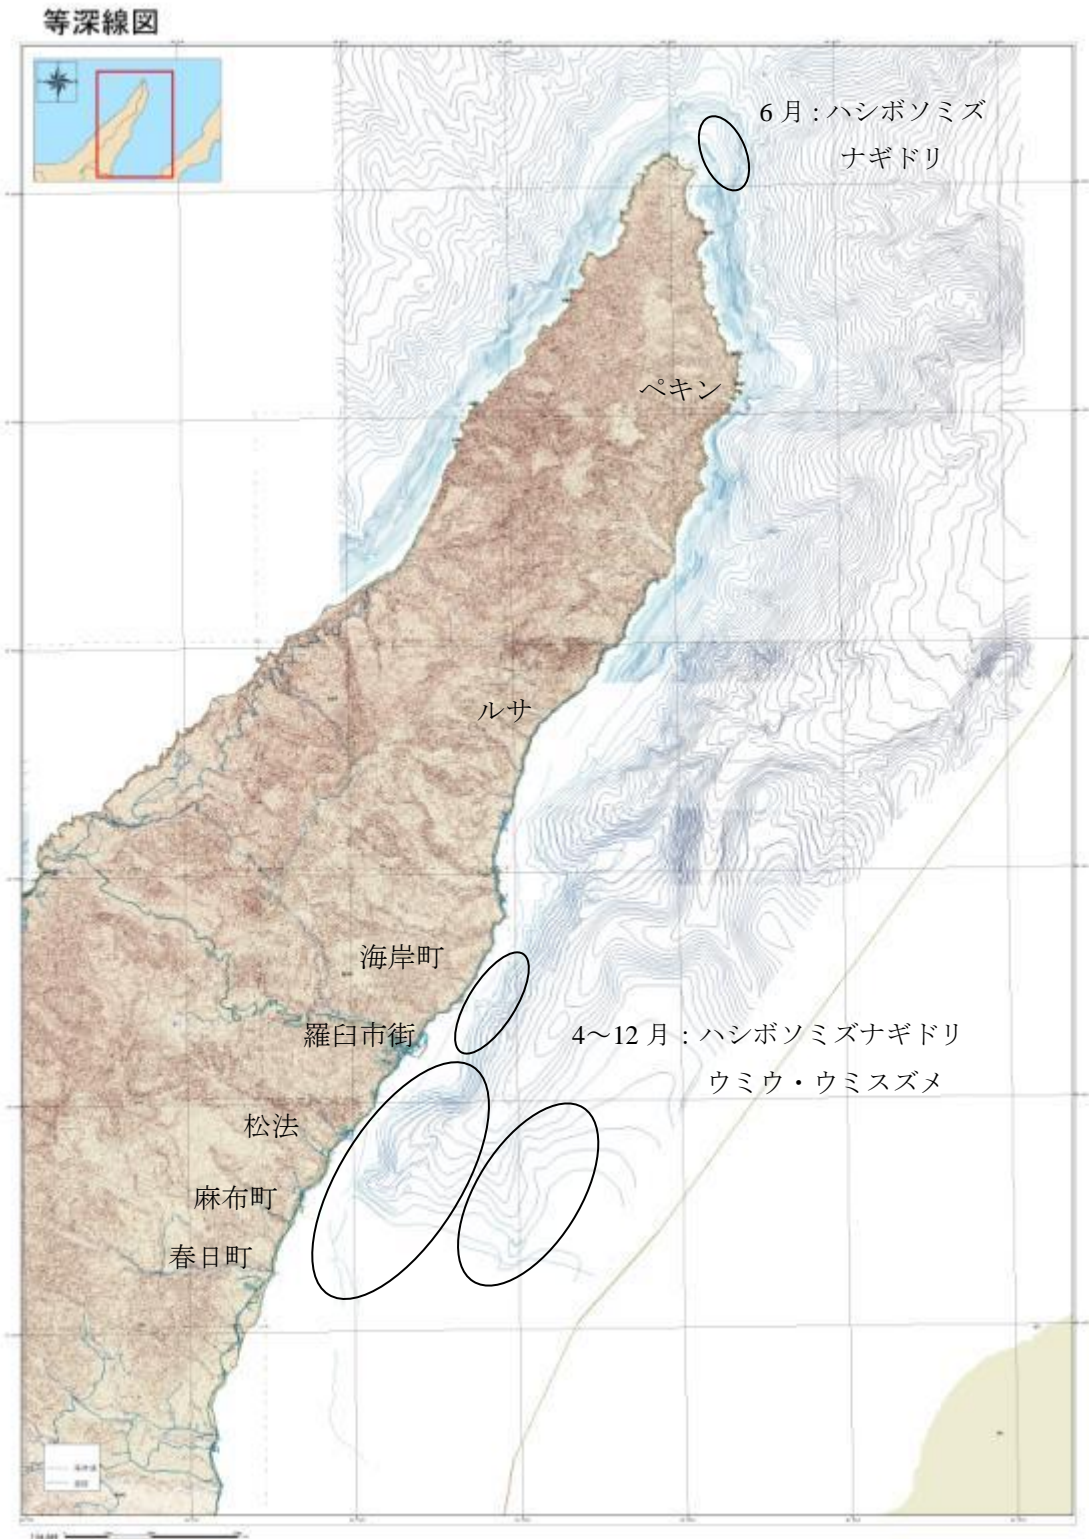 等深線図
6 月 : ハシボソミズ
ナギドリ
ペキン
ルサ
海岸町
羅臼市街
4～12 月：ハシボソミズナギドリ
ウミウ・ウミスズメ
松法
麻布町
春日町